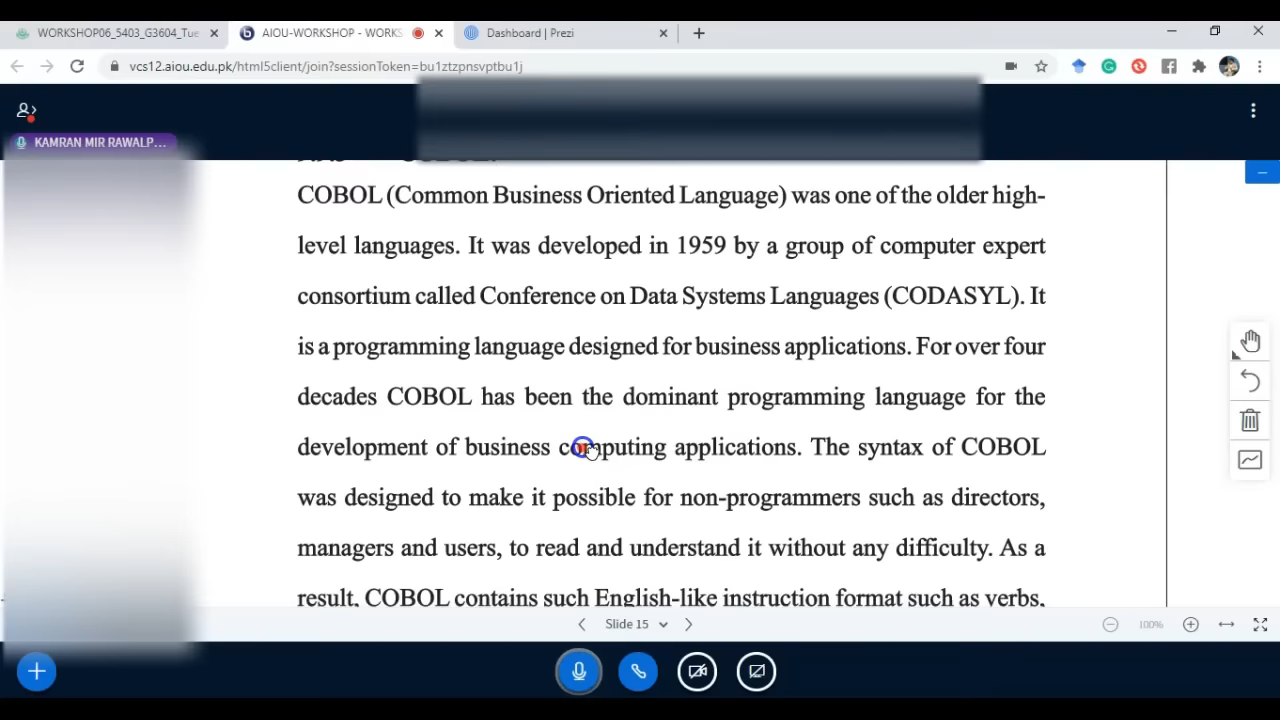 WORKSHOP06_5403_G3604_Tue
AIOU-WORKSHOP - WORKS
Dashboard | Prezi
vcs12.aiou.edu.pk/html5client/join?sessionToken=bu1ztzpnsvptbu1j
KAMRAN MIR RAWALP...
COBOL (Common Business Oriented Language) was one of the older high-
level languages. It was developed in 1959 by a group of computer expert
consortium called Conference on Data Systems Languages (CODASYL). It
is a programming language designed for business applications. For over four
decades COBOL has been the dominant programming language for the
development of business computing applications. The syntax of COBOL
was designed to make it possible for non-programmers such as directors,
managers and users, to read and understand it without any difficulty. As a
result, COBOL contains such English-like instruction format such as verbs,
Slide 15
100%